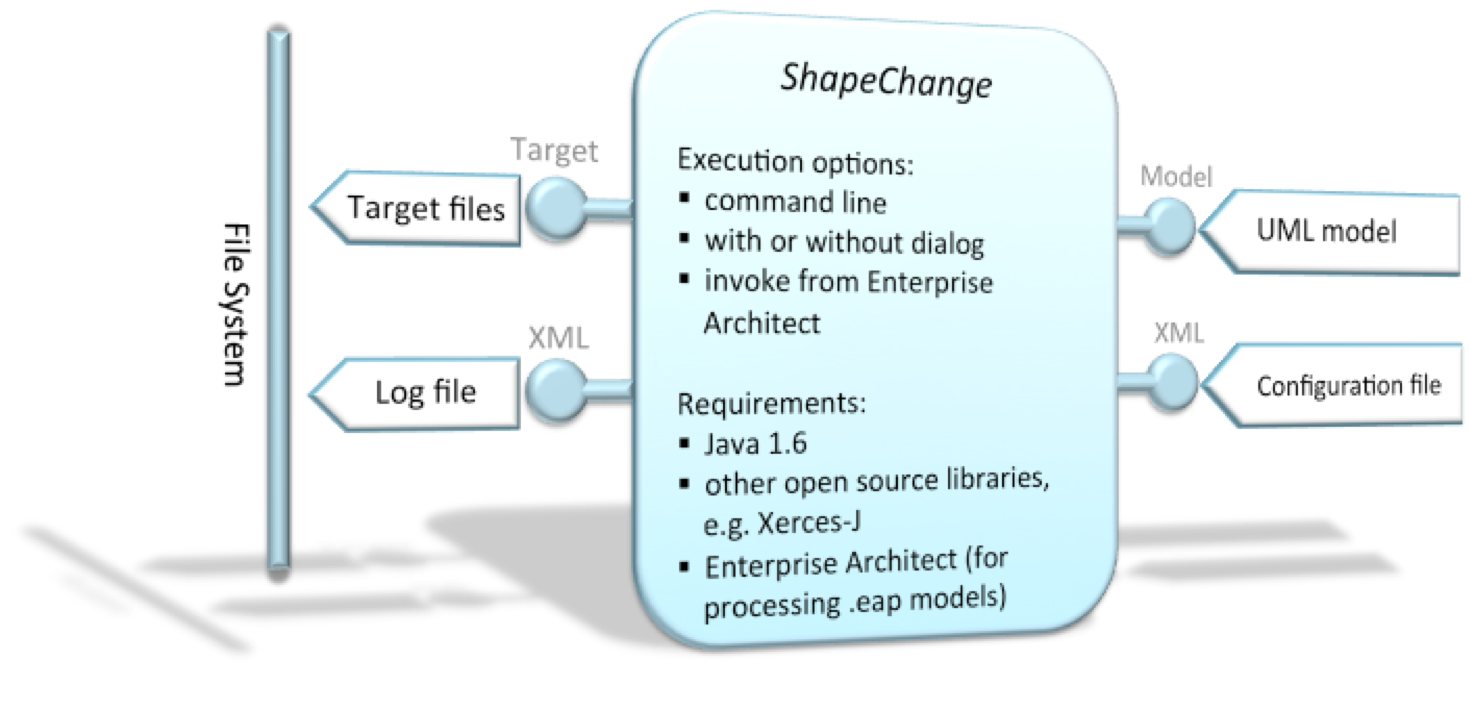 ShapeChange
Target
Target files
File System
XML
Log file
Execution options:
▪ command line
▪ with or without dialog
▪ invoke from Enterprise
Architect
Requirements:
▪ Java 1.6
▪ other open source libraries,
e.g. Xerces-J
▪ Enterprise Architect (for
processing .eap models)
Model
UML model
XML
Configuration file